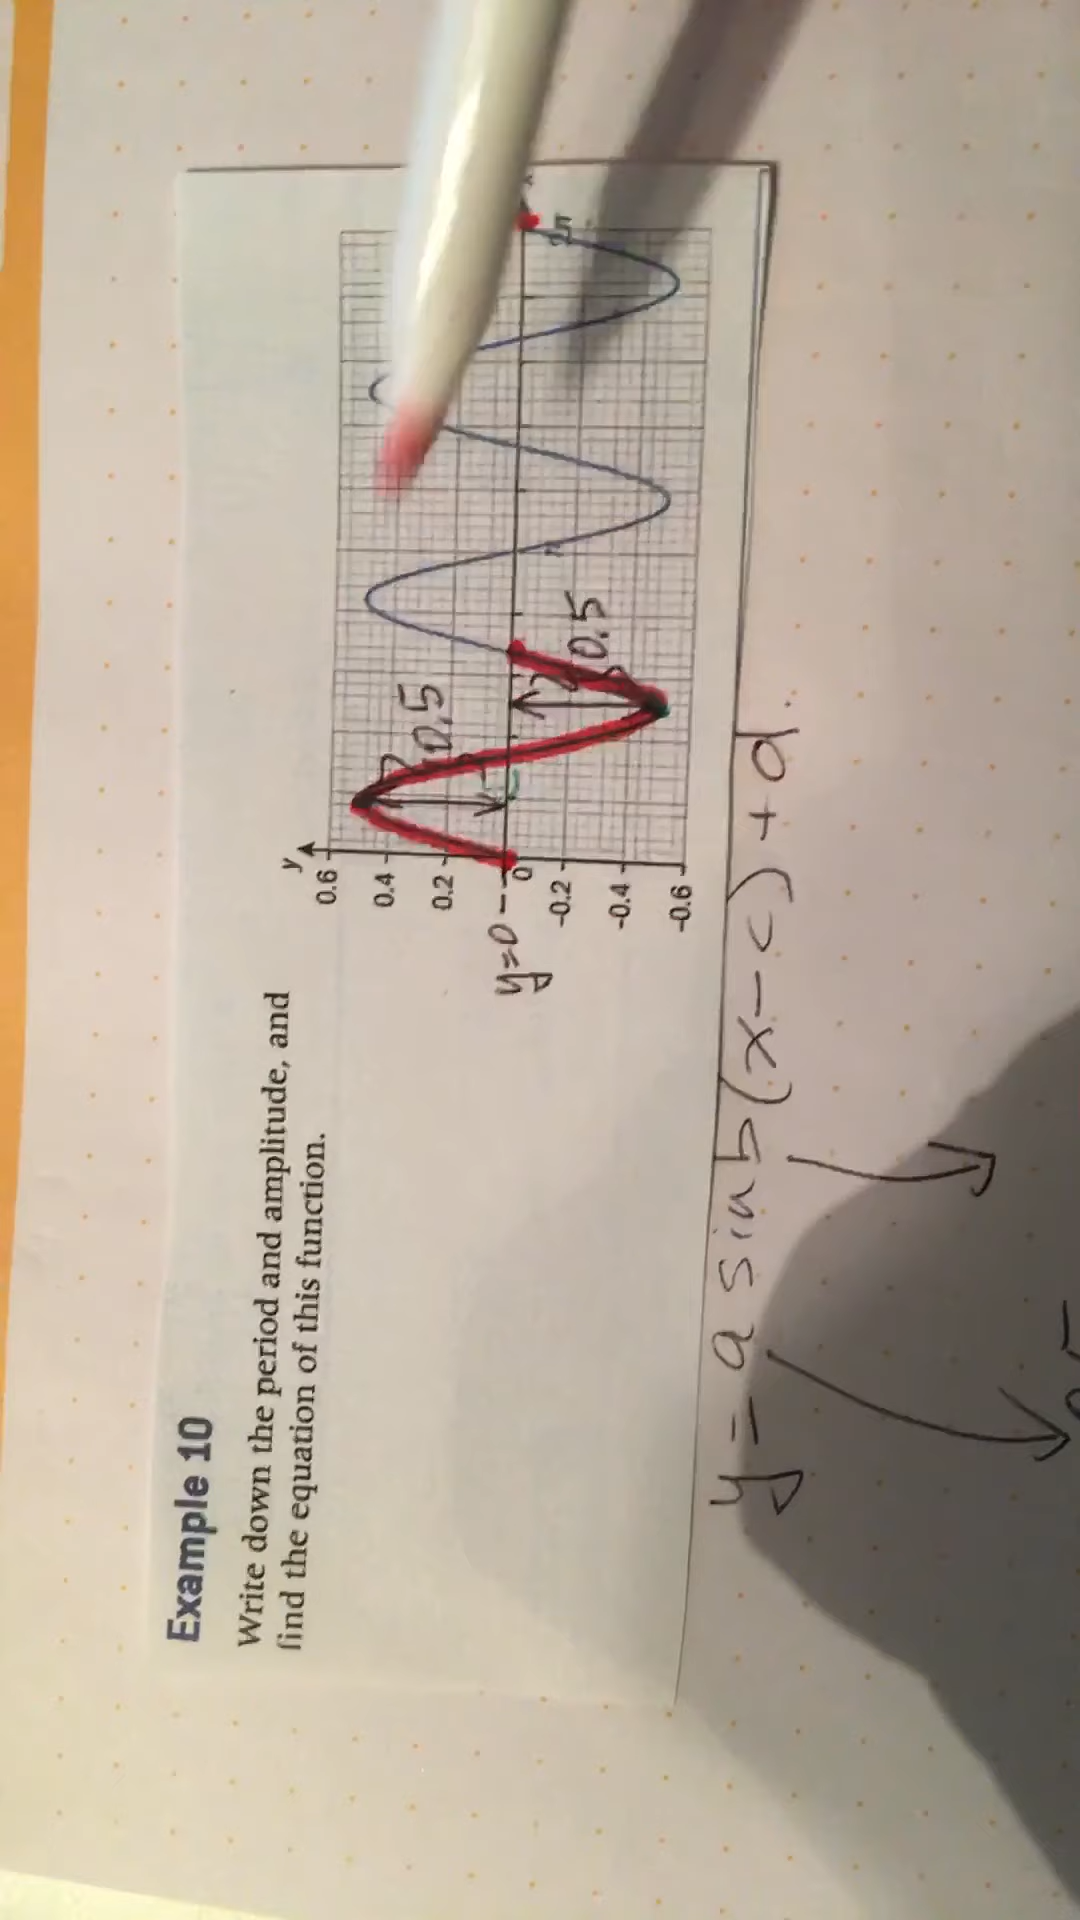 Example 10
Write down the period and amplitude, and
find the equation of this function.
y
0.6
0.4
0.2
0
-0.2
-0.4
-0.6
y=0
0.5
0.5
π
2π
x
y = a sin b(x-c) + d